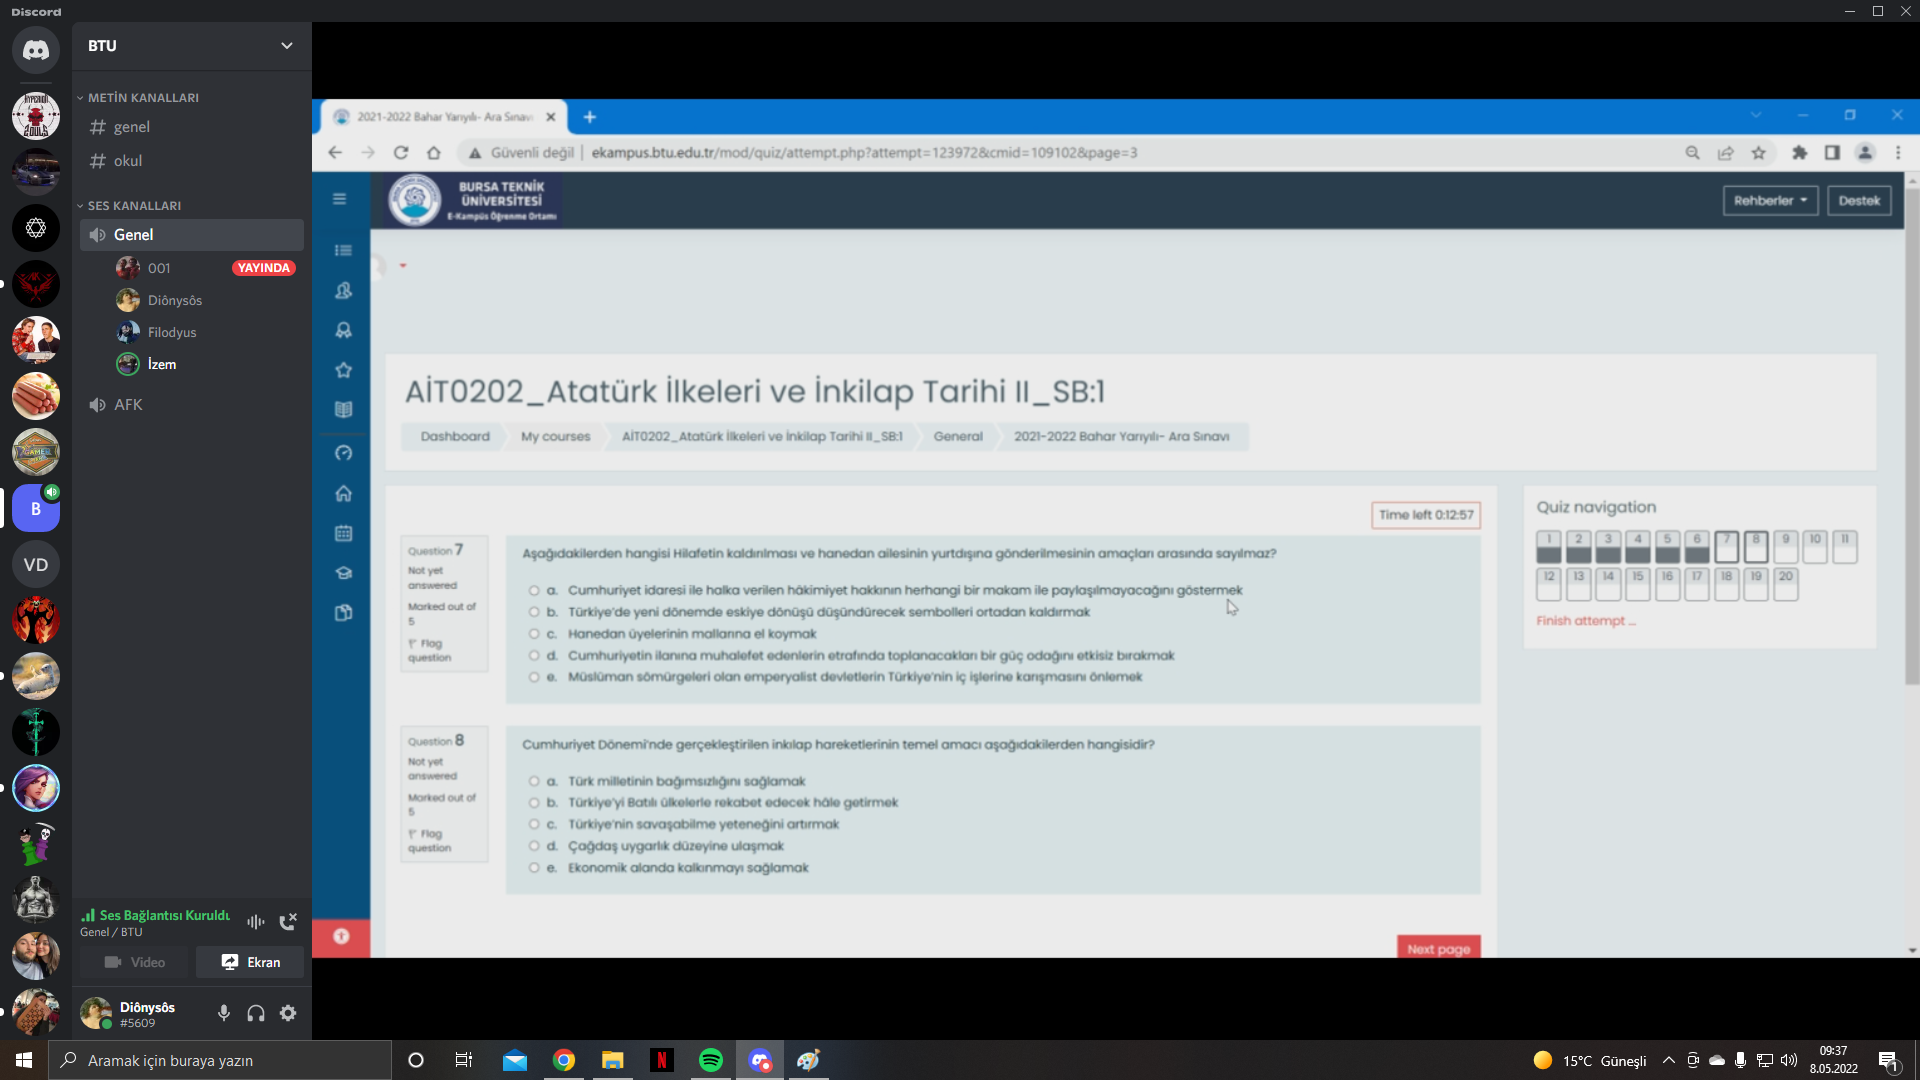 Discord
BTU
METİN KANALLARI
genel
okul
SES KANALLARI
Genel
001 YAYINDA
Diônysôs
Filodyus
İzem
AFK
Ses Bağlantısı Kuruldu
Genel / BTU
Video
Ekran
Diônysôs
#5609
B
VD
2021-2022 Bahar Yarıyılı- Ara Sınavı
Güvenli değil | ekampus.btu.edu.tr/mod/quiz/attempt.php?attempt=123972&cmid=109102&page=3
BURSA TEKNİK
ÜNİVERSİTESİ
E-Kampüs Öğrenme Ortamı
Rehberler
Destek
AİT0202_Atatürk İlkeleri ve İnkilap Tarihi II_SB:1
Dashboard
My courses
AİT0202_Atatürk İlkeleri ve İnkilap Tarihi II_SB:1
General
2021-2022 Bahar Yarıyılı- Ara Sınavı
Time left 0:12:57
Question 7
Not yet
answered
Marked out of
5
Flag
question
Aşağıdakilerden hangisi Hilafetin kaldırılması ve hanedan ailesinin yurtdışına gönderilmesinin amaçları arasında sayılmaz?
a. Cumhuriyet idaresi ile halka verilen hâkimiyet hakkının herhangi bir makam ile paylaşılmayacağını göstermek
b. Türkiye'de yeni dönemde eskiye dönüşü düşündürecek sembolleri ortadan kaldırmak
c. Hanedan üyelerinin mallarına el koymak
d. Cumhuriyetin ilanına muhalefet edenlerin etrafında toplanacakları bir güç odağını etkisiz bırakmak
e. Müslüman sömürgeleri olan emperyalist devletlerin Türkiye'nin iç işlerine karışmasını önlemek
Question 8
Not yet
answered
Marked out of
5
Flag
question
Cumhuriyet Dönemi'nde gerçekleştirilen inkılap hareketlerinin temel amacı aşağıdakilerden hangisidir?
a. Türk milletinin bağımsızlığını sağlamak
b. Türkiye'yi Batılı ülkelerle rekabet edecek hâle getirmek
c. Türkiye'nin savaşabilme yeteneğini artırmak
d. Çağdaş uygarlık düzeyine ulaşmak
e. Ekonomik alanda kalkınmayı sağlamak
Next page
Quiz navigation
1 2 3 4 5 6 7 8 9 10 11
12 13 14 15 16 17 18 19 20
Finish attempt ...
Aramak için buraya yazın
15°C Güneşli
09:37
8.05.2022
1